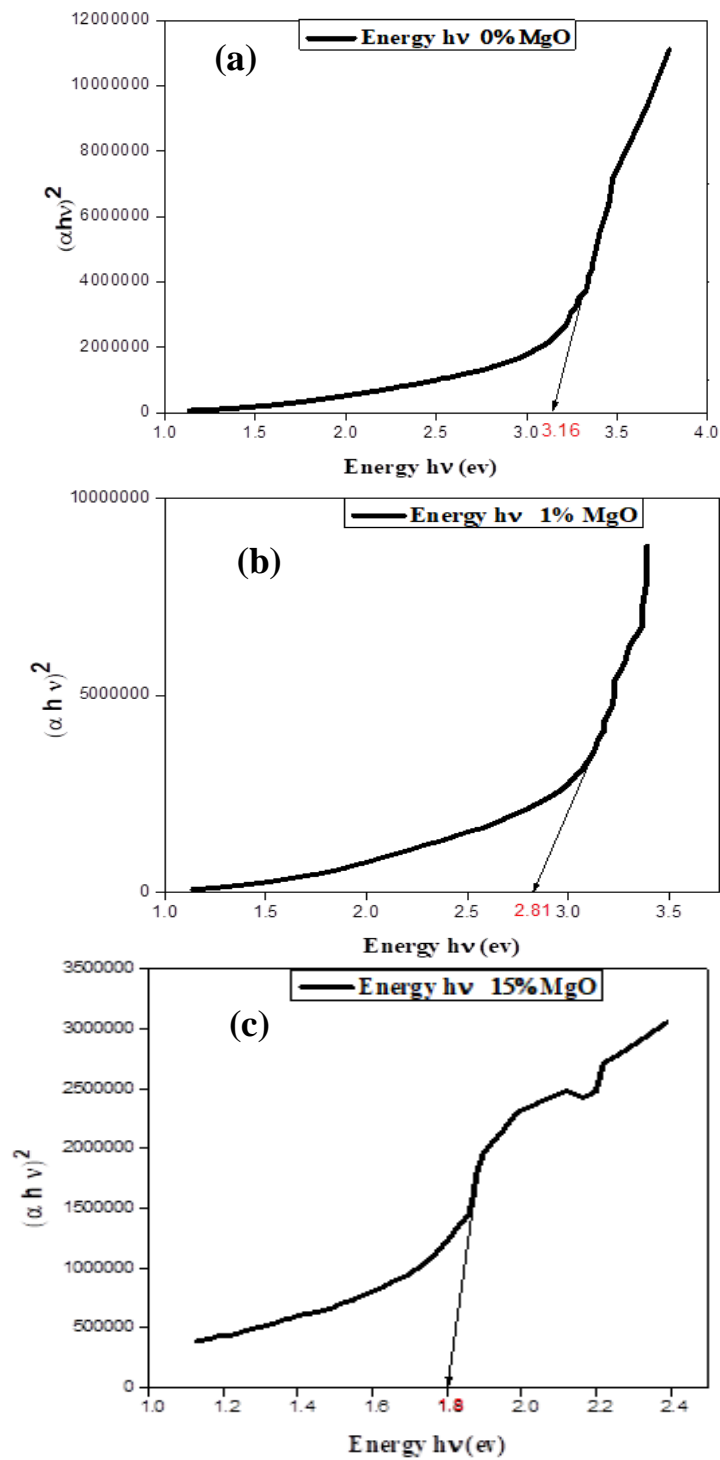 Energy hν 0% MgO
(a)
12000000
10000000
8000000
6000000
4000000
2000000
0
(αhν)2
1.0 1.5 2.0 2.5 3.0 3.16 3.5 4.0
Energy hν (ev)
Energy hν 1% MgO
(b)
10000000
5000000
0
(α h ν)2
1.0 1.5 2.0 2.5 2.81 3.0 3.5
Energy hν (ev)
Energy hν 15%MgO
(c)
3500000
3000000
2500000
2000000
1500000
1000000
500000
0
(α h ν)2
1.0 1.2 1.4 1.6 1.8 2.0 2.2 2.4
Energy hν(ev)